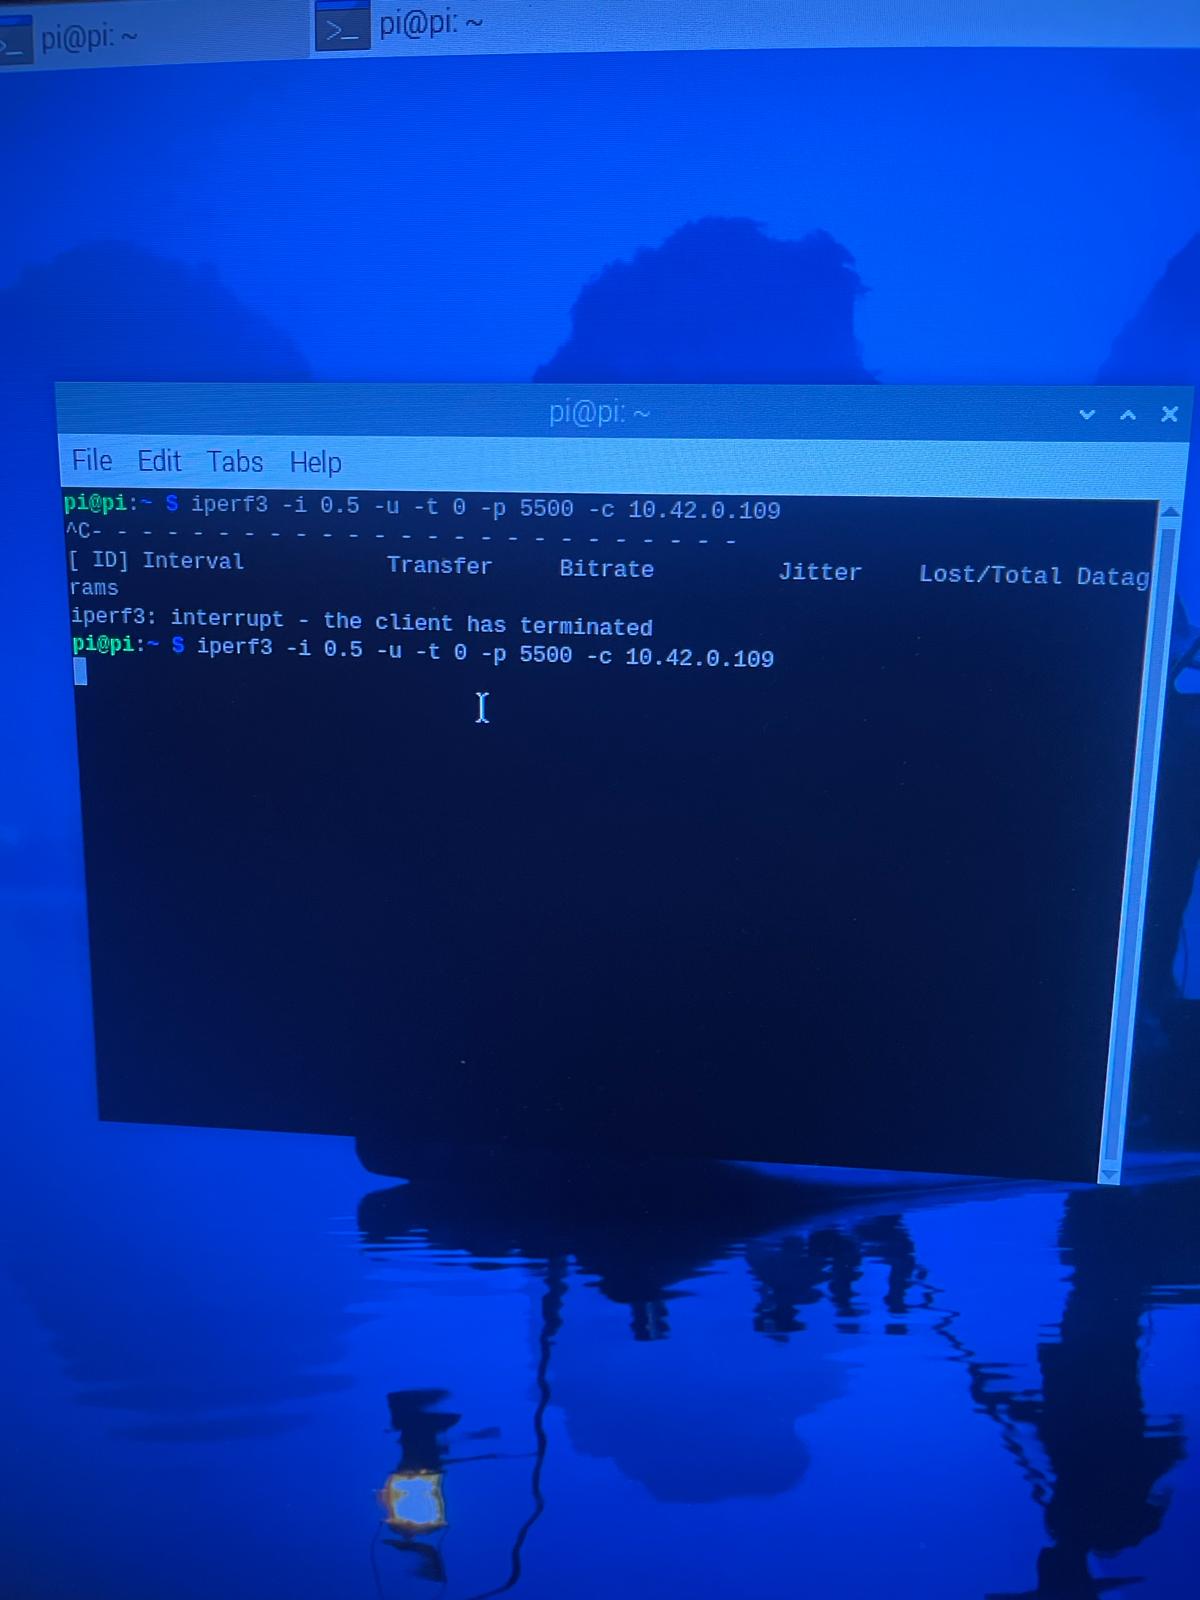 pi@pi: ~
pi@pi: ~
pi@pi: ~
File Edit Tabs Help
pi@pi:~ $ iperf3 -i 0.5 -u -t 0 -p 5500 -c 10.42.0.109
^C- - - - - - - - - - - - - - - - - - - - - - - - -
[ ID] Interval Transfer Bitrate Jitter Lost/Total Datag
rams
iperf3: interrupt - the client has terminated
pi@pi:~ $ iperf3 -i 0.5 -u -t 0 -p 5500 -c 10.42.0.109